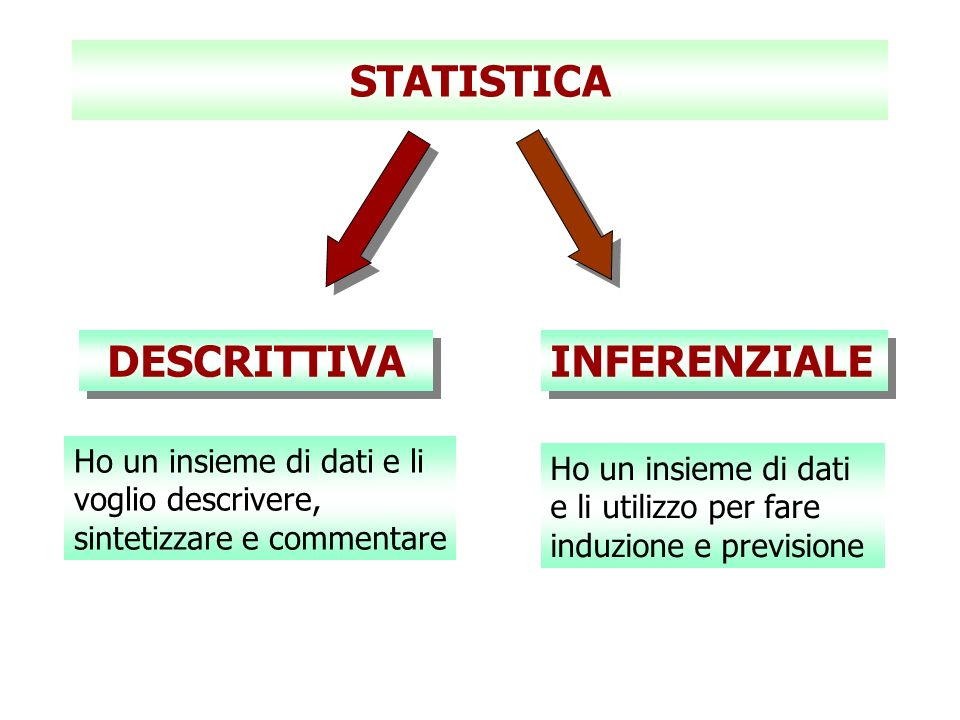 STATISTICA
DESCRITTIVA
Ho un insieme di dati e li
voglio descrivere,
sintetizzare e commentare
INFERENZIALE
Ho un insieme di dati
e li utilizzo per fare
induzione e previsione